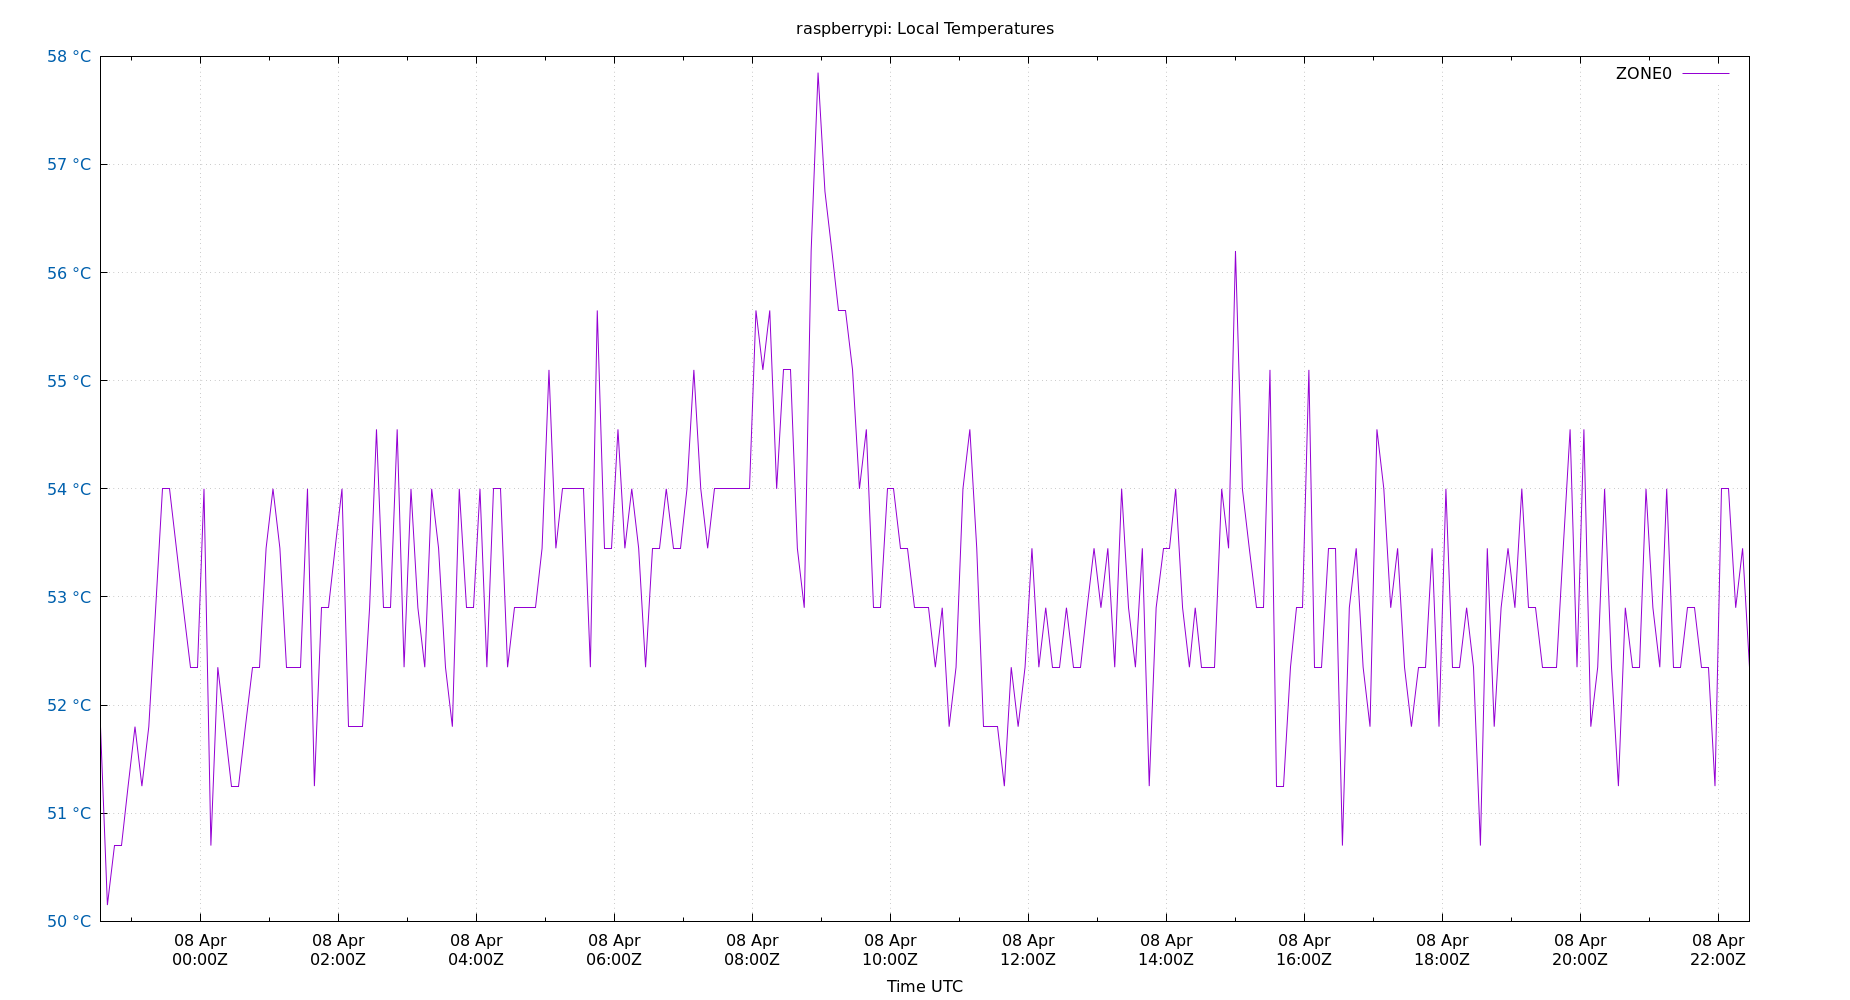 raspberrypi: Local Temperatures
ZONE0
58 °C
57 °C
56 °C
55 °C
54 °C
53 °C
52 °C
51 °C
50 °C
08 Apr 08 Apr 08 Apr 08 Apr 08 Apr 08 Apr 08 Apr 08 Apr 08 Apr 08 Apr 08 Apr 08 Apr
00:00Z 02:00Z 04:00Z 06:00Z 08:00Z 10:00Z 12:00Z 14:00Z 16:00Z 18:00Z 20:00Z 22:00Z
Time UTC